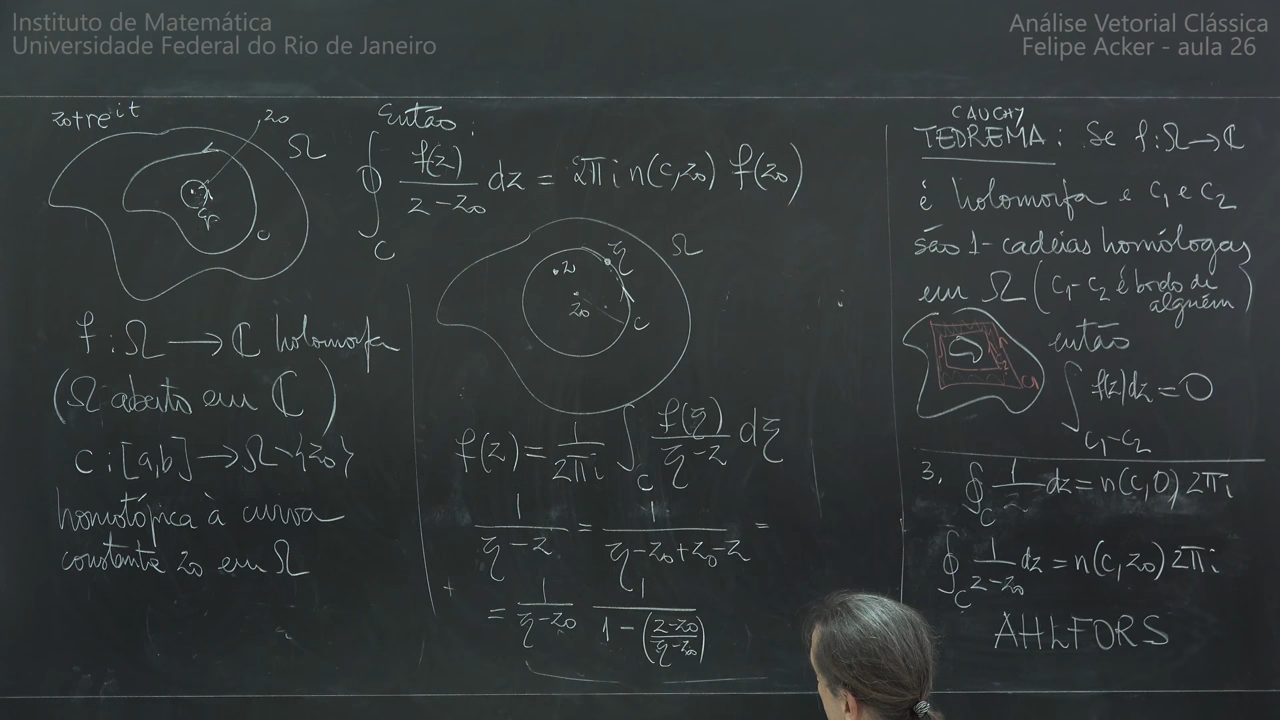 Instituto de Matemática
Universidade Federal do Rio de Janeiro
Análise Vetorial Clássica
Felipe Acker - aula 26
z₀+re^{it}
z₀
Ω
C
f : Ω → ℂ holomorfa
(Ω aberto em ℂ)
c : [a,b] → Ω-{z₀}
homotópica à curva
constante z₀ em Ω
Então:
∮_C f(z)/(z-z₀) dz = 2πi n(c,z₀) f(z₀)
Ω
ξ
z
z₀
C
f(z) = 1/2πi ∫_C f(ξ)/(ξ-z) dξ
1/(ξ-z) = 1/(ξ-z₀+z₀-z) =
= 1/(ξ-z₀) 1/(1-((z-z₀)/(ξ-z₀)))
CAUCHY
TEOREMA: Se f:Ω→ℂ
é holomorfa e c₁ e c₂
são 1-cadeias homólogas
em Ω (c₁-c₂ é bordo de
alguém)
então
∫_{c₁-c₂} f(z)dz = 0
3. ∮_C 1/z dz = n(c,0) 2πi
∮_C 1/(z-z₀) dz = n(c,z₀) 2πi
AHLFORS